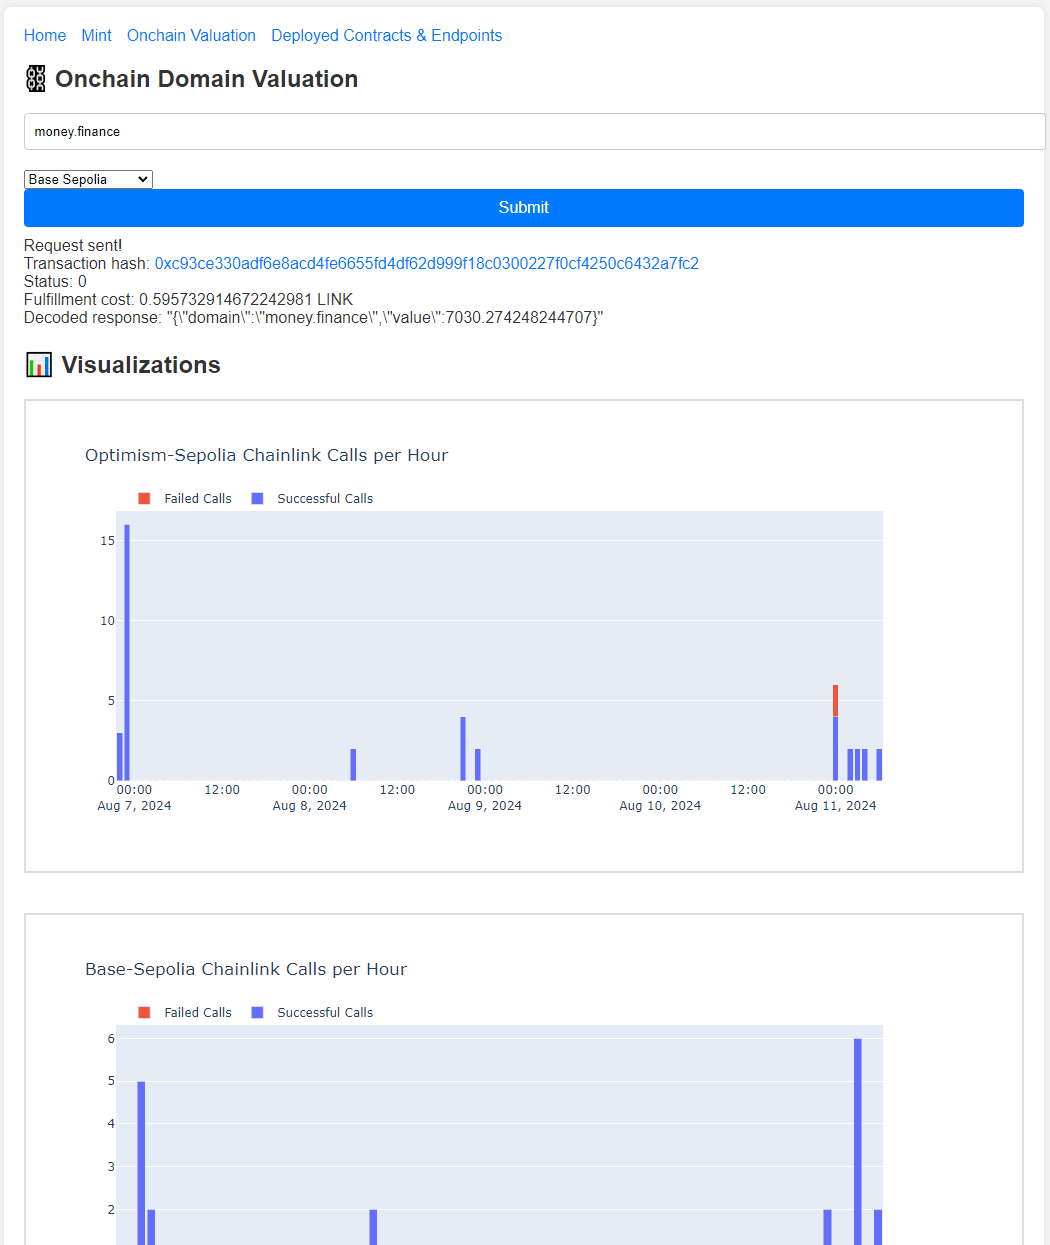 Home Mint Onchain Valuation Deployed Contracts & Endpoints
Onchain Domain Valuation
money.finance
Base Sepolia
Submit
Request sent!
Transaction hash: 0xc93ce330adf6e8acd4fe6655fd4df62d999f18c0300227f0cf4250c6432a7fc2
Status: 0
Fulfillment cost: 0.595732914672242981 LINK
Decoded response: "{\"domain\":\"money.finance\",\"value\":7030.274248244707}"
Visualizations
Optimism-Sepolia Chainlink Calls per Hour
Failed Calls Successful Calls
15
10
5
0
00:00 12:00 00:00 12:00 00:00 12:00 00:00 12:00 00:00
Aug 7, 2024 Aug 8, 2024 Aug 9, 2024 Aug 10, 2024 Aug 11, 2024
Base-Sepolia Chainlink Calls per Hour
Failed Calls Successful Calls
6
5
4
3
2